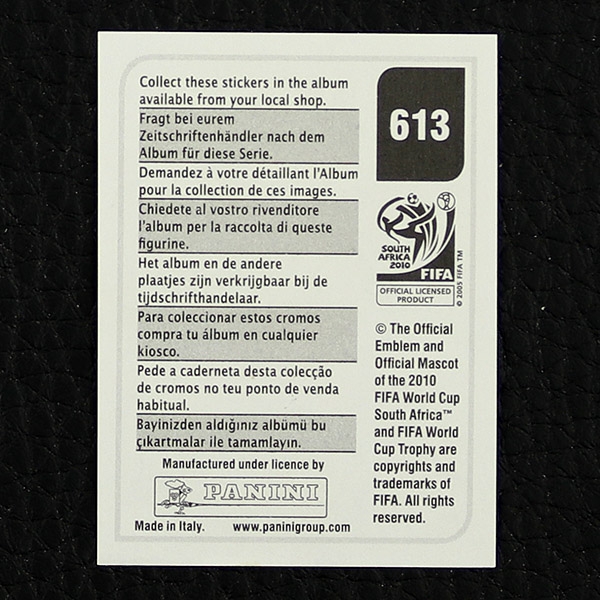 Collect these stickers in the album
available from your local shop.
Fragt bei eurem
Zeitschriftenhändler nach dem
Album für diese Serie.
Demandez à votre détaillant l'Album
pour la collection de ces images.
Chiedete al vostro rivenditore
l'album per la raccolta di queste
figurine.
Het album en de andere
plaatjes zijn verkrijgbaar bij de
tijdschrifthandelaar.
Para coleccionar estos cromos
compra tu álbum en cualquier
kiosco.
Pede a caderneta desta colecção
de cromos no teu ponto de venda
habitual.
Bayinizden aldığınız albümü bu
çıkartmalar ile tamamlayın.
Manufactured under licence by
PANINI
Made in Italy. www.paninigroup.com
613
SOUTH
AFRICA
2010
FIFA
OFFICIAL LICENSED
PRODUCT
© 2005 FIFA TM
© The Official
Emblem and
Official Mascot
of the 2010
FIFA World Cup
South Africa™
and FIFA World
Cup Trophy are
copyrights and
trademarks of
FIFA. All rights
reserved.